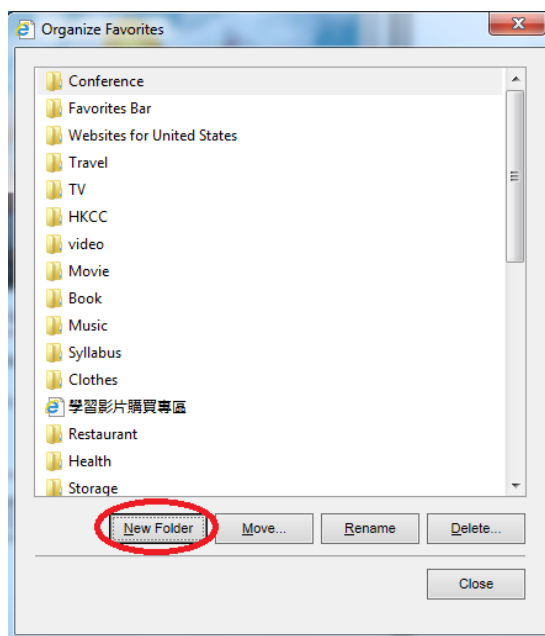 Organize Favorites
Conference
Favorites Bar
Websites for United States
Travel
TV
HKCC
video
Movie
Book
Music
Syllabus
Clothes
學習影片購買專區
Restaurant
Health
Storage
New Folder Move... Rename Delete...
Close